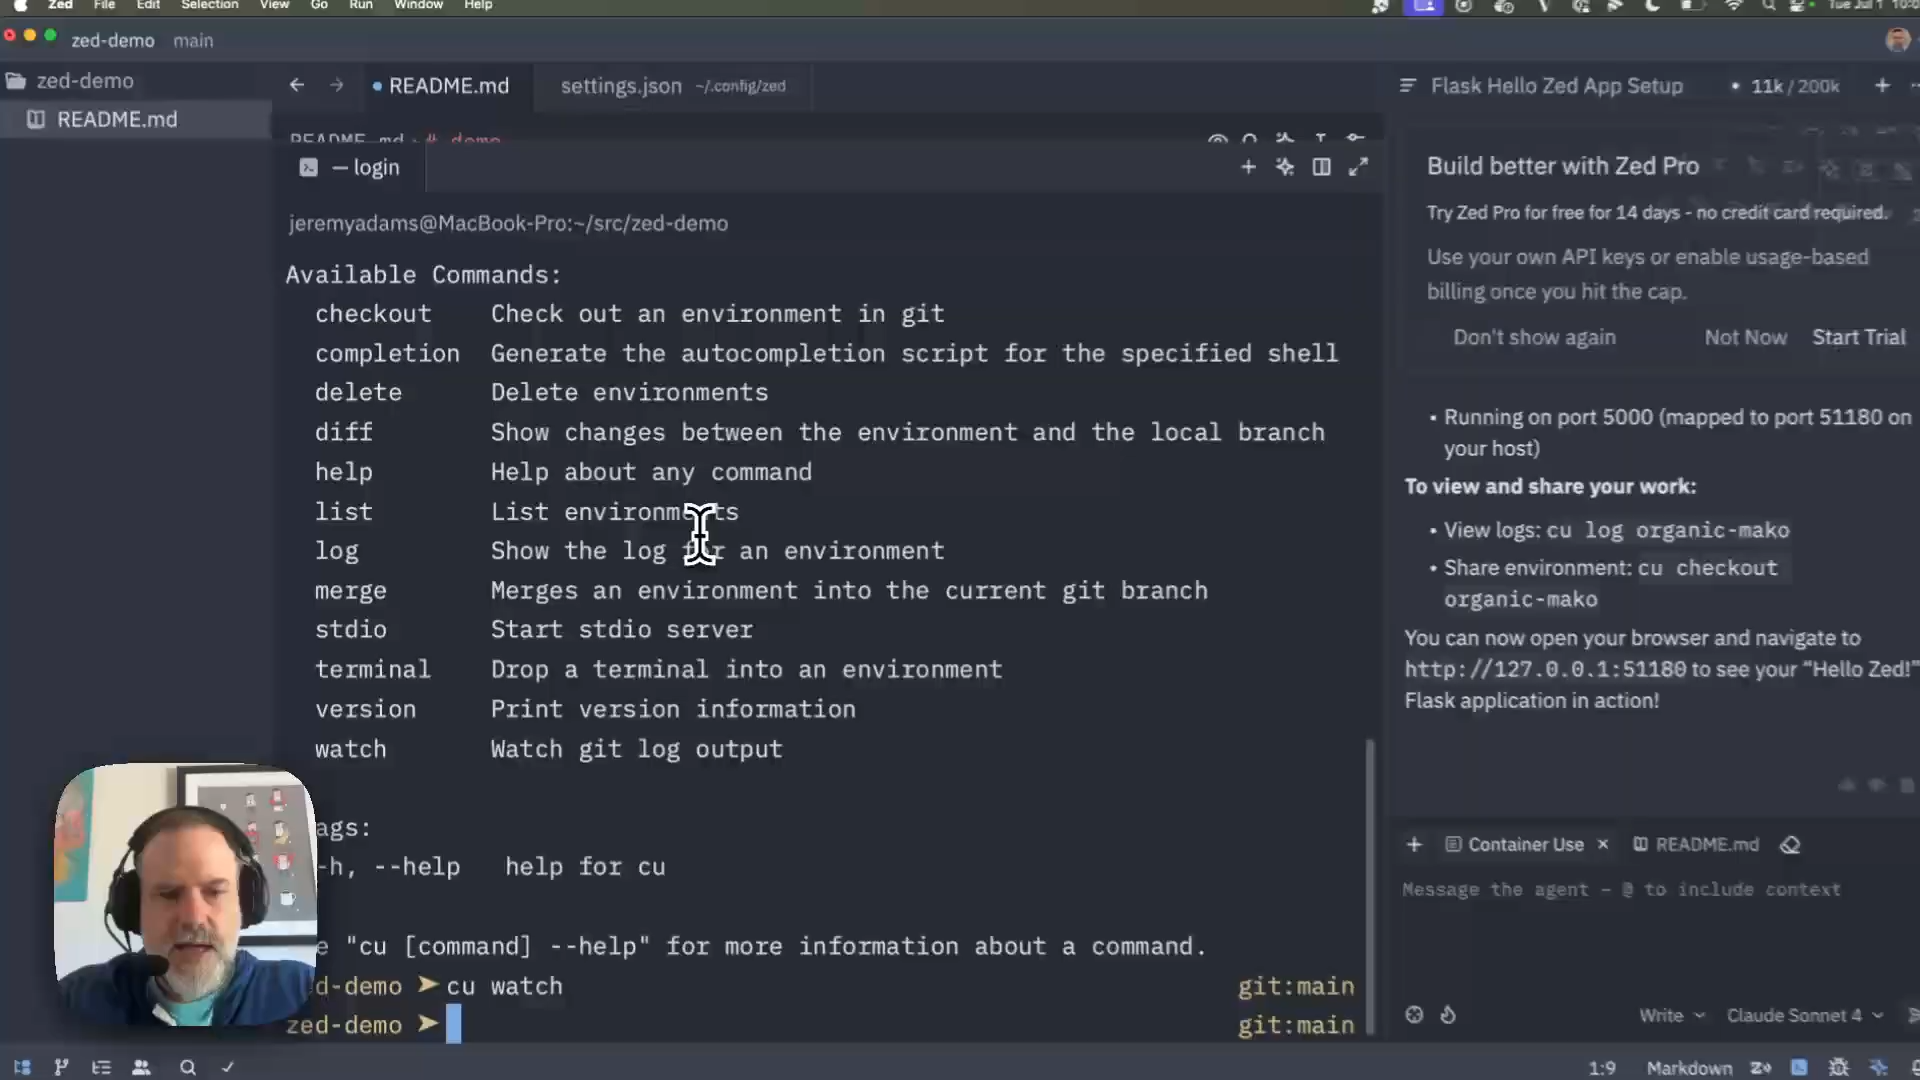 Zed File Edit Selection View Go Run Window Help
Tue Jul 1
zed-demo main
zed-demo
README.md
README.md
settings.json ~/.config/zed
README.md # demo
— login
jeremyadams@MacBook-Pro:~/src/zed-demo
Available Commands:
checkout Check out an environment in git
completion Generate the autocompletion script for the specified shell
delete Delete environments
diff Show changes between the environment and the local branch
help Help about any command
list List environments
log Show the log for an environment
merge Merges an environment into the current git branch
stdio Start stdio server
terminal Drop a terminal into an environment
version Print version information
watch Watch git log output
ags:
-h, --help help for cu
e "cu [command] --help" for more information about a command.
ed-demo ➤ cu watch git:main
zed-demo ➤ git:main
Flask Hello Zed App Setup
11k / 200k
Build better with Zed Pro
Try Zed Pro for free for 14 days - no credit card required.
Use your own API keys or enable usage-based
billing once you hit the cap.
Don't show again Not Now Start Trial
• Running on port 5000 (mapped to port 51180 on
your host)
To view and share your work:
• View logs: cu log organic-mako
• Share environment: cu checkout
organic-mako
You can now open your browser and navigate to
http://127.0.0.1:51180 to see your “Hello Zed!”
Flask application in action!
Container Use README.md
Message the agent – @ to include context
Write Claude Sonnet 4
1:9 Markdown